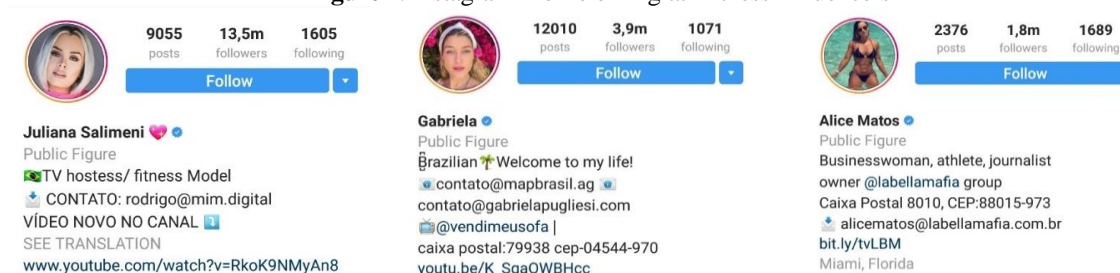 9055 13,5m 1605
posts followers following
Follow
Juliana Salimeni
Public Figure
TV hostess/ fitness Model
CONTATO: rodrigo@mim.digital
VÍDEO NOVO NO CANAL
SEE TRANSLATION
www.youtube.com/watch?v=RkoK9NMyAn8
12010 3,9m 1071
posts followers following
Follow
Gabriela
Public Figure
Brazilian Welcome to my life!
contato@mapbrasil.ag
contato@gabrielapugliesi.com
@vendimeusofa |
caixa postal:79938 cep-04544-970
youtu.be/K_SgaOWBHcc
2376 1,8m 1689
posts followers following
Follow
Alice Matos
Public Figure
Businesswoman, athlete, journalist
owner @labellamafia group
Caixa Postal 8010, CEP:88015-973
alicematos@labellamafia.com.br
bit.ly/tvLBM
Miami, Florida